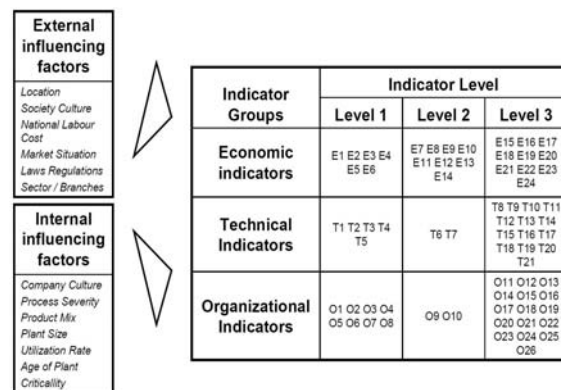 External
influencing
factors
Location
Society Culture
National Labour
Cost
Market Situation
Laws Regulations
Sector / Branches
Internal
influencing
factors
Company Culture
Process Severity
Product Mix
Plant Size
Utilization Rate
Age of Plant
Criticallity
Indicator
Groups
Indicator Level
Level 1
Level 2
Level 3
Economic
indicators
E1 E2 E3 E4
E5 E6
E7 E8 E9 E10
E11 E12 E13
E14
E15 E16 E17
E18 E19 E20
E21 E22 E23
E24
Technical
Indicators
T1 T2 T3 T4
T5
T6 T7
T8 T9 T10 T11
T12 T13 T14
T15 T16 T17
T18 T19 T20
T21
Organizational
Indicators
O1 O2 O3 O4
O5 O6 O7 O8
O9 O10
O11 O12 O13
O14 O15 O16
O17 O18 O19
O20 O21 O22
O23 O24 O25
O26